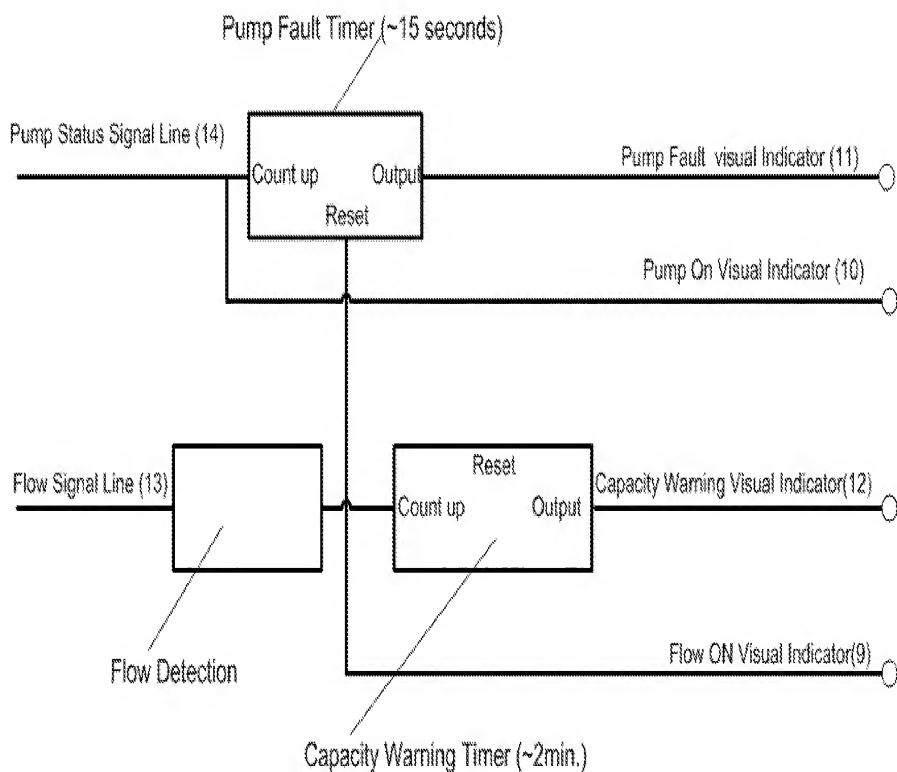 Pump Fault Timer (~15 seconds)
Pump Status Signal Line (14)
Count up
Output
Reset
Pump Fault visual Indicator (11)
Pump On Visual Indicator (10)
Flow Signal Line (13)
Reset
Count up
Output
Capacity Warning Visual Indicator(12)
Flow Detection
Flow ON Visual Indicator(9)
Capacity Warning Timer (~2min.)